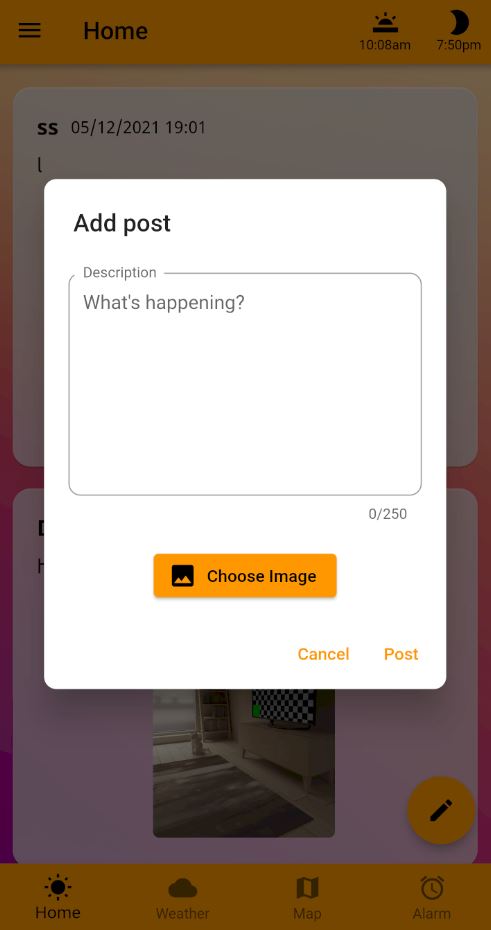 Home
10:08am
7:50pm
ss 05/12/2021 19:01
Add post
Description
What's happening?
0/250
Choose Image
Cancel
Post
Home
Weather
Map
Alarm